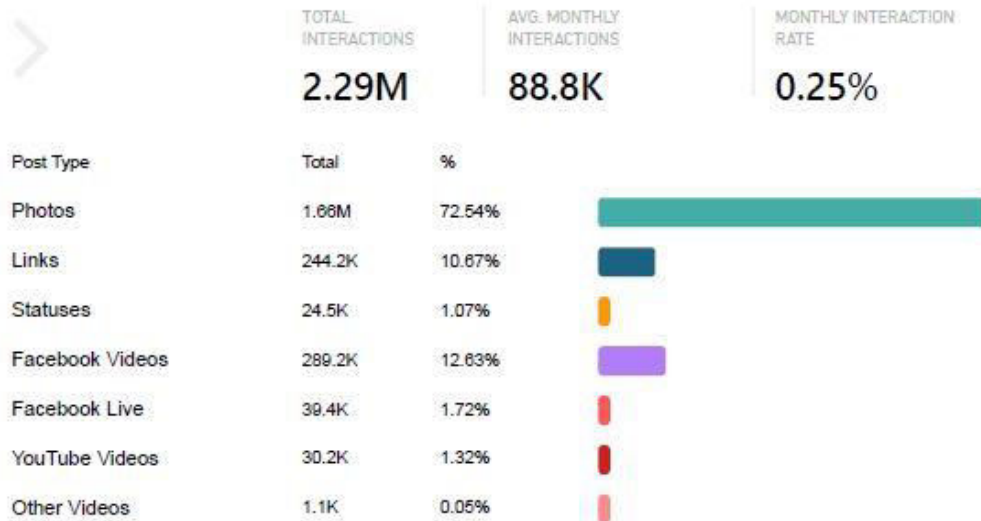 TOTAL INTERACTIONS
2.29M
AVG. MONTHLY INTERACTIONS
88.8K
MONTHLY INTERACTION RATE
0.25%
Post Type Total %
Photos 1.66M 72.54%
Links 244.2K 10.67%
Statuses 24.5K 1.07%
Facebook Videos 289.2K 12.63%
Facebook Live 39.4K 1.72%
YouTube Videos 30.2K 1.32%
Other Videos 1.1K 0.05%